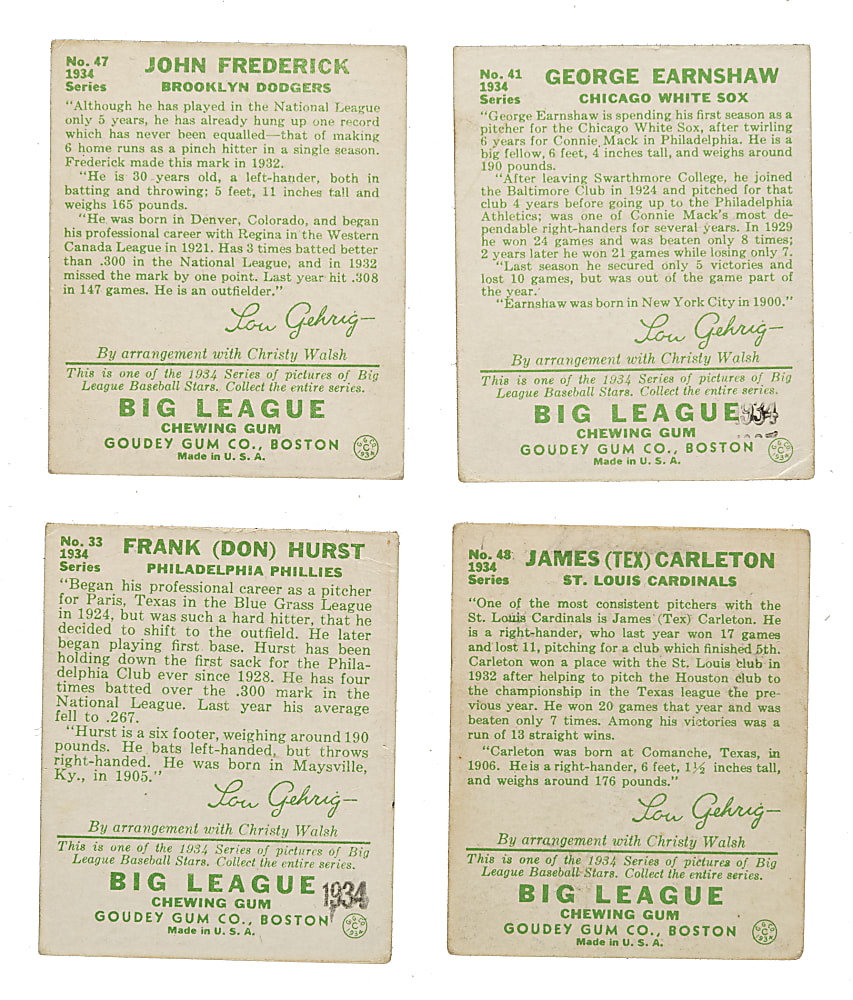 No. 47
1934
Series
JOHN FREDERICK
BROOKLYN DODGERS
"Although he has played in the National League
only 5 years, he has already hung up one record
which has never been equalled—that of making
6 home runs as a pinch hitter in a single season.
Frederick made this mark in 1932.
"He is 30 years old, a left-hander, both in
batting and throwing; 5 feet, 11 inches tall and
weighs 165 pounds.
"He was born in Denver, Colorado, and began
his professional career with Regina in the Western
Canada League in 1921. Has 3 times batted better
than .300 in the National League, and in 1932
missed the mark by one point. Last year hit .308
in 147 games. He is an outfielder."
Lou Gehrig
By arrangement with Christy Walsh
This is one of the 1934 Series of pictures of Big
League Baseball Stars. Collect the entire series.
BIG LEAGUE
CHEWING GUM
GOUDEY GUM CO., BOSTON
Made in U. S. A.
G. G. CO.
C
1934
No. 41
1934
Series
GEORGE EARNSHAW
CHICAGO WHITE SOX
"George Earnshaw is spending his first season as a
pitcher for the Chicago White Sox, after twirling
6 years for Connie Mack in Philadelphia. He is a
big fellow, 6 feet, 4 inches tall, and weighs around
190 pounds.
"After leaving Swarthmore College, he joined
the Baltimore Club in 1924 and pitched for that
club 4 years before going up to the Philadelphia
Athletics; was one of Connie Mack's most de-
pendable right-handers for several years. In 1929
he won 24 games and was beaten only 8 times;
2 years later he won 21 games while losing only 7.
"Last season he secured only 5 victories and
lost 10 games, but was out of the game part of
the year.
"Earnshaw was born in New York City in 1900."
Lou Gehrig
By arrangement with Christy Walsh
This is one of the 1934 Series of pictures of Big
League Baseball Stars. Collect the entire series.
BIG LEAGUE
1934
CHEWING GUM
GOUDEY GUM CO., BOSTON
Made in U. S. A.
G. G. CO.
C
1934
No. 33
1934
Series
FRANK (DON) HURST
PHILADELPHIA PHILLIES
"Began his professional career as a pitcher
for Paris, Texas in the Blue Grass League
in 1924, but was such a hard hitter, that he
decided to shift to the outfield. He later
began playing first base. Hurst has been
holding down the first sack for the Phila-
delphia Club ever since 1928. He has four
times batted over the .300 mark in the
National League. Last year his average
fell to .267.
"Hurst is a six footer, weighing around 190
pounds. He bats left-handed, but throws
right-handed. He was born in Maysville,
Ky., in 1905."
Lou Gehrig
By arrangement with Christy Walsh
This is one of the 1934 Series of pictures of Big
League Baseball Stars. Collect the entire series.
BIG LEAGUE
1934
CHEWING GUM
GOUDEY GUM CO., BOSTON
Made in U. S. A.
G. G. CO.
C
1934
No. 48
1934
Series
JAMES (TEX) CARLETON
ST. LOUIS CARDINALS
"One of the most consistent pitchers with the
St. Louis Cardinals is James (Tex) Carleton. He
is a right-hander, who last year won 17 games
and lost 11, pitching for a club which finished 5th.
Carleton won a place with the St. Louis club in
1932 after helping to pitch the Houston club to
the championship in the Texas league the pre-
vious year. He won 20 games that year and was
beaten only 7 times. Among his victories was a
run of 13 straight wins.
"Carleton was born at Comanche, Texas, in
1906. He is a right-hander, 6 feet, 1½ inches tall,
and weighs around 176 pounds."
Lou Gehrig
By arrangement with Christy Walsh
This is one of the 1934 Series of pictures of Big
League Baseball Stars. Collect the entire series.
BIG LEAGUE
CHEWING GUM
GOUDEY GUM CO., BOSTON
Made in U. S. A.
G. G. CO.
C
1934